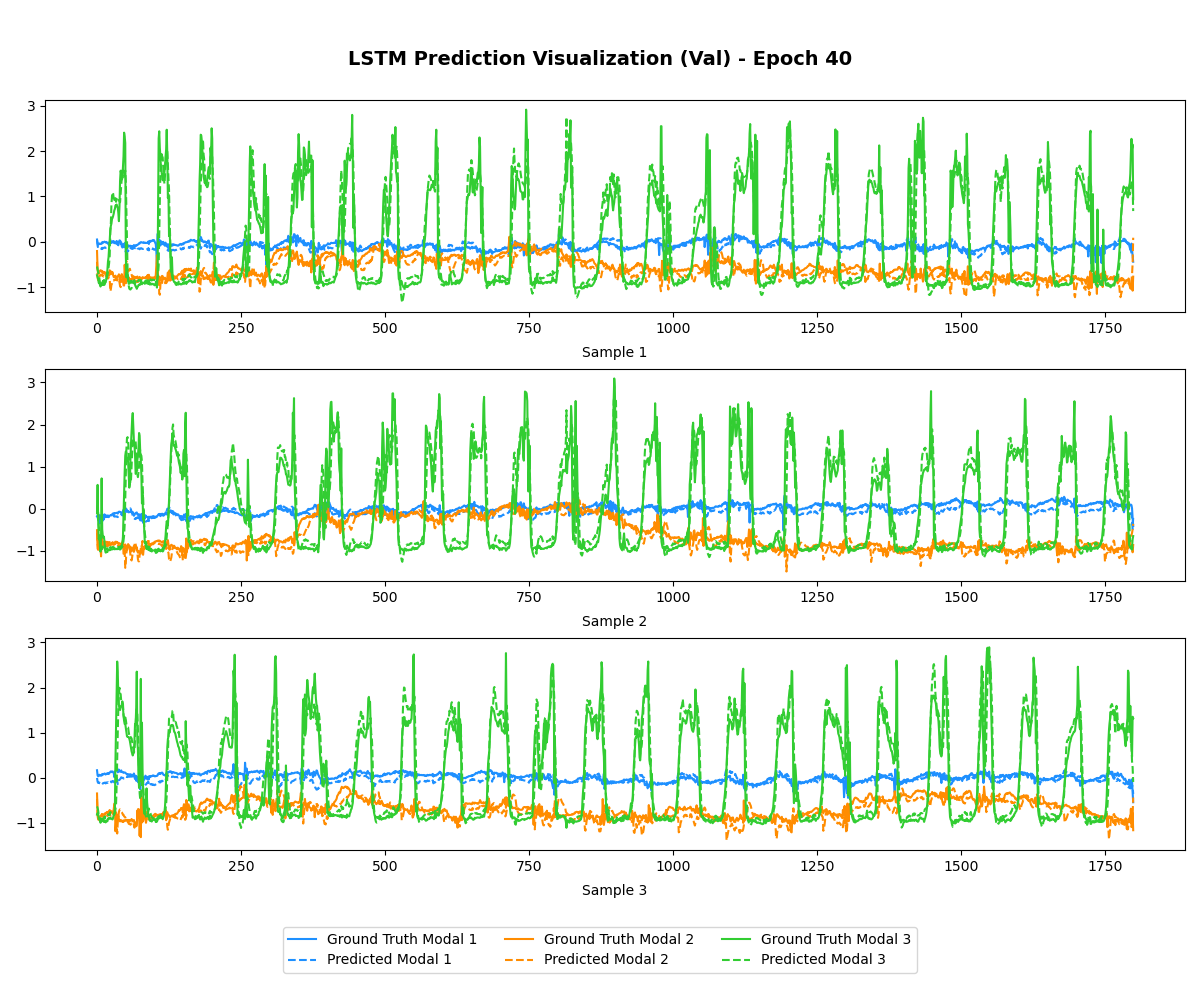 LSTM Prediction Visualization (Val) - Epoch 40
3
2
1
0
−1
0 250 500 750 1000 1250 1500 1750
Sample 1
3
2
1
0
−1
0 250 500 750 1000 1250 1500 1750
Sample 2
3
2
1
0
−1
0 250 500 750 1000 1250 1500 1750
Sample 3
Ground Truth Modal 1 Ground Truth Modal 2 Ground Truth Modal 3
Predicted Modal 1 Predicted Modal 2 Predicted Modal 3